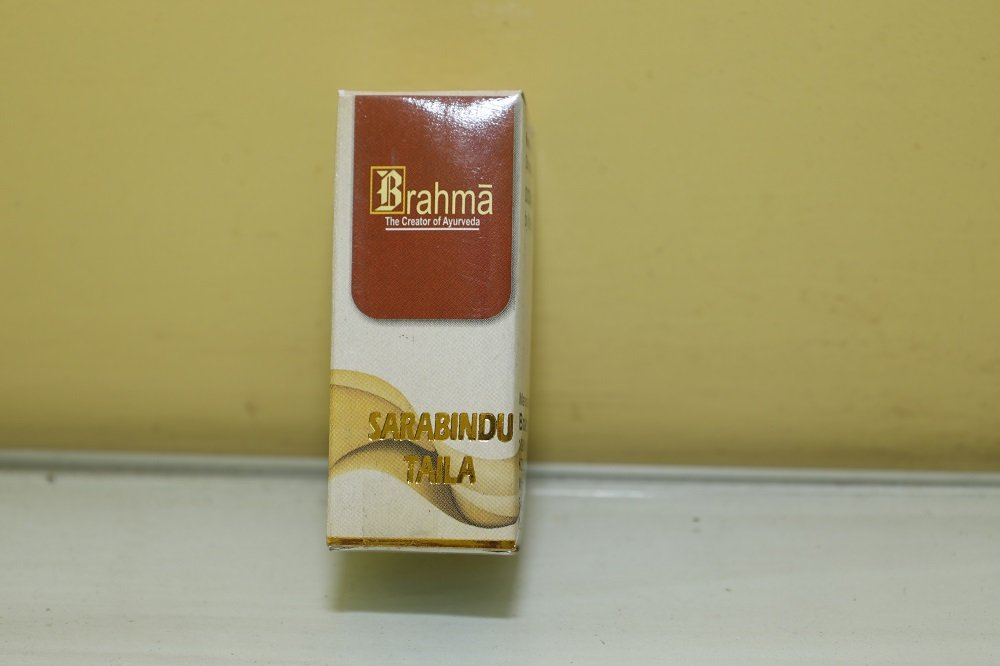 Brahmā
The Creator of Ayurveda
SARABINDU
TAILA